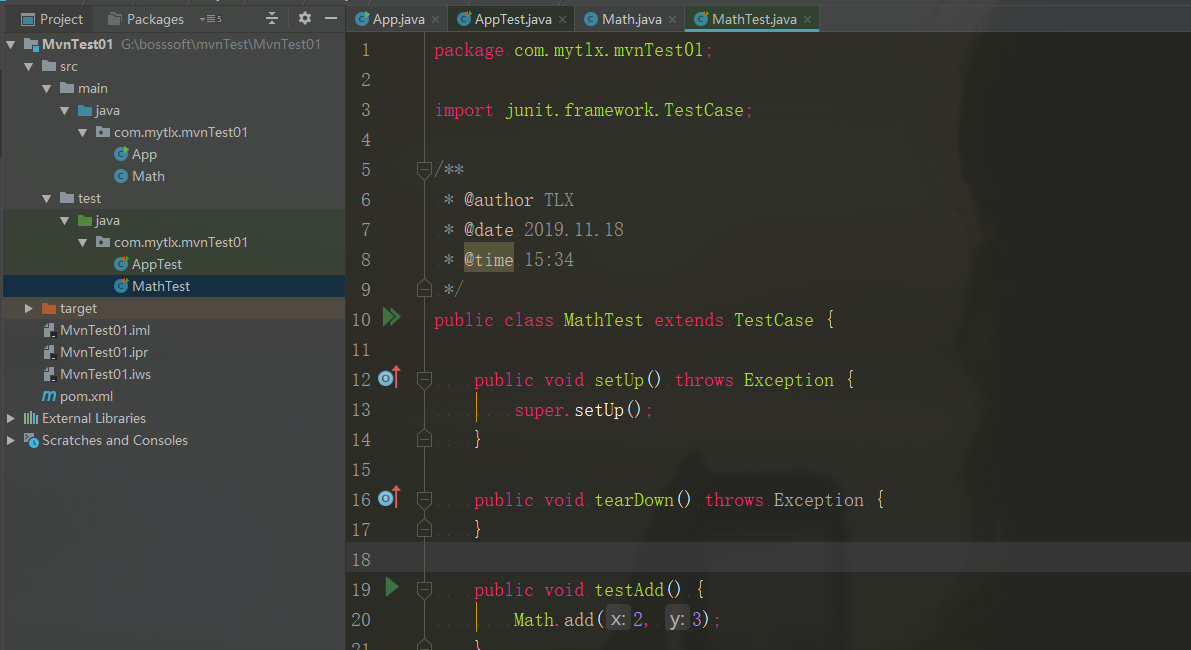 Project
Packages
5
App.java
AppTest.java
Math.java
MathTest.java
MvnTest01 G:\bosssoft\mvnTest\MvnTest01
src
main
java
com.mytlx.mvnTest01
App
Math
test
java
com.mytlx.mvnTest01
AppTest
MathTest
target
MvnTest01.iml
MvnTest01.ipr
MvnTest01.iws
pom.xml
External Libraries
Scratches and Consoles
1 package com.mytlx.mvnTest01;
2
3 import junit.framework.TestCase;
4
5 /**
6 * @author TLX
7 * @date 2019.11.18
8 * @time 15:34
9 */
10 public class MathTest extends TestCase {
11
12 public void setUp() throws Exception {
13 super.setUp();
14 }
15
16 public void tearDown() throws Exception {
17 }
18
19 public void testAdd() {
20 Math.add( x: 2, y: 3);
21 }